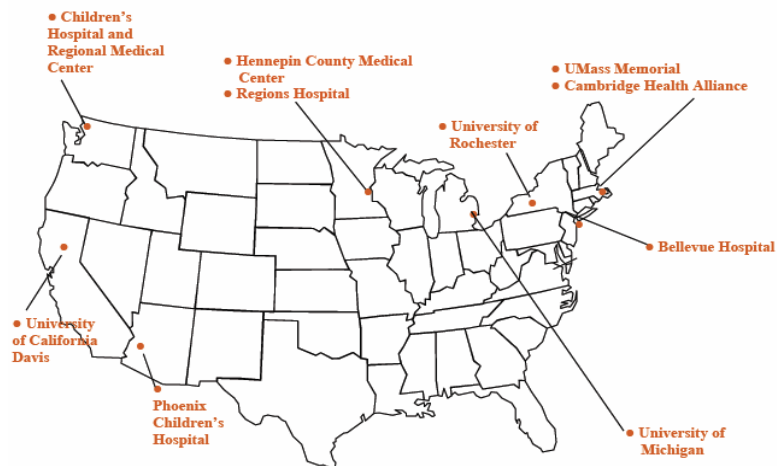 • Children's
Hospital and
Regional Medical
Center
• Hennepin County Medical
Center
• Regions Hospital
• UMass Memorial
• Cambridge Health Alliance
• University of
Rochester
• Bellevue Hospital
• University
of California
Davis
Phoenix
Children's
Hospital
• University of
Michigan